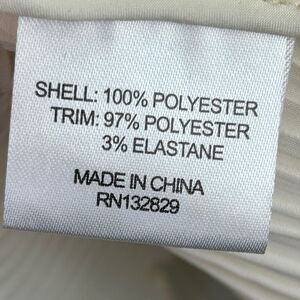 SHELL: 100% POLYESTER
TRIM: 97% POLYESTER
3% ELASTANE
MADE IN CHINA
RN132829